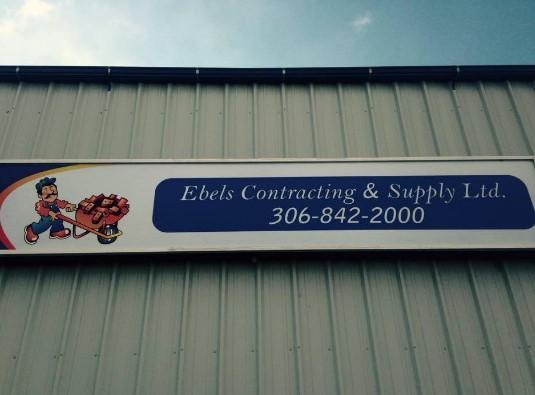 Ebels Contracting & Supply Ltd.
306-842-2000